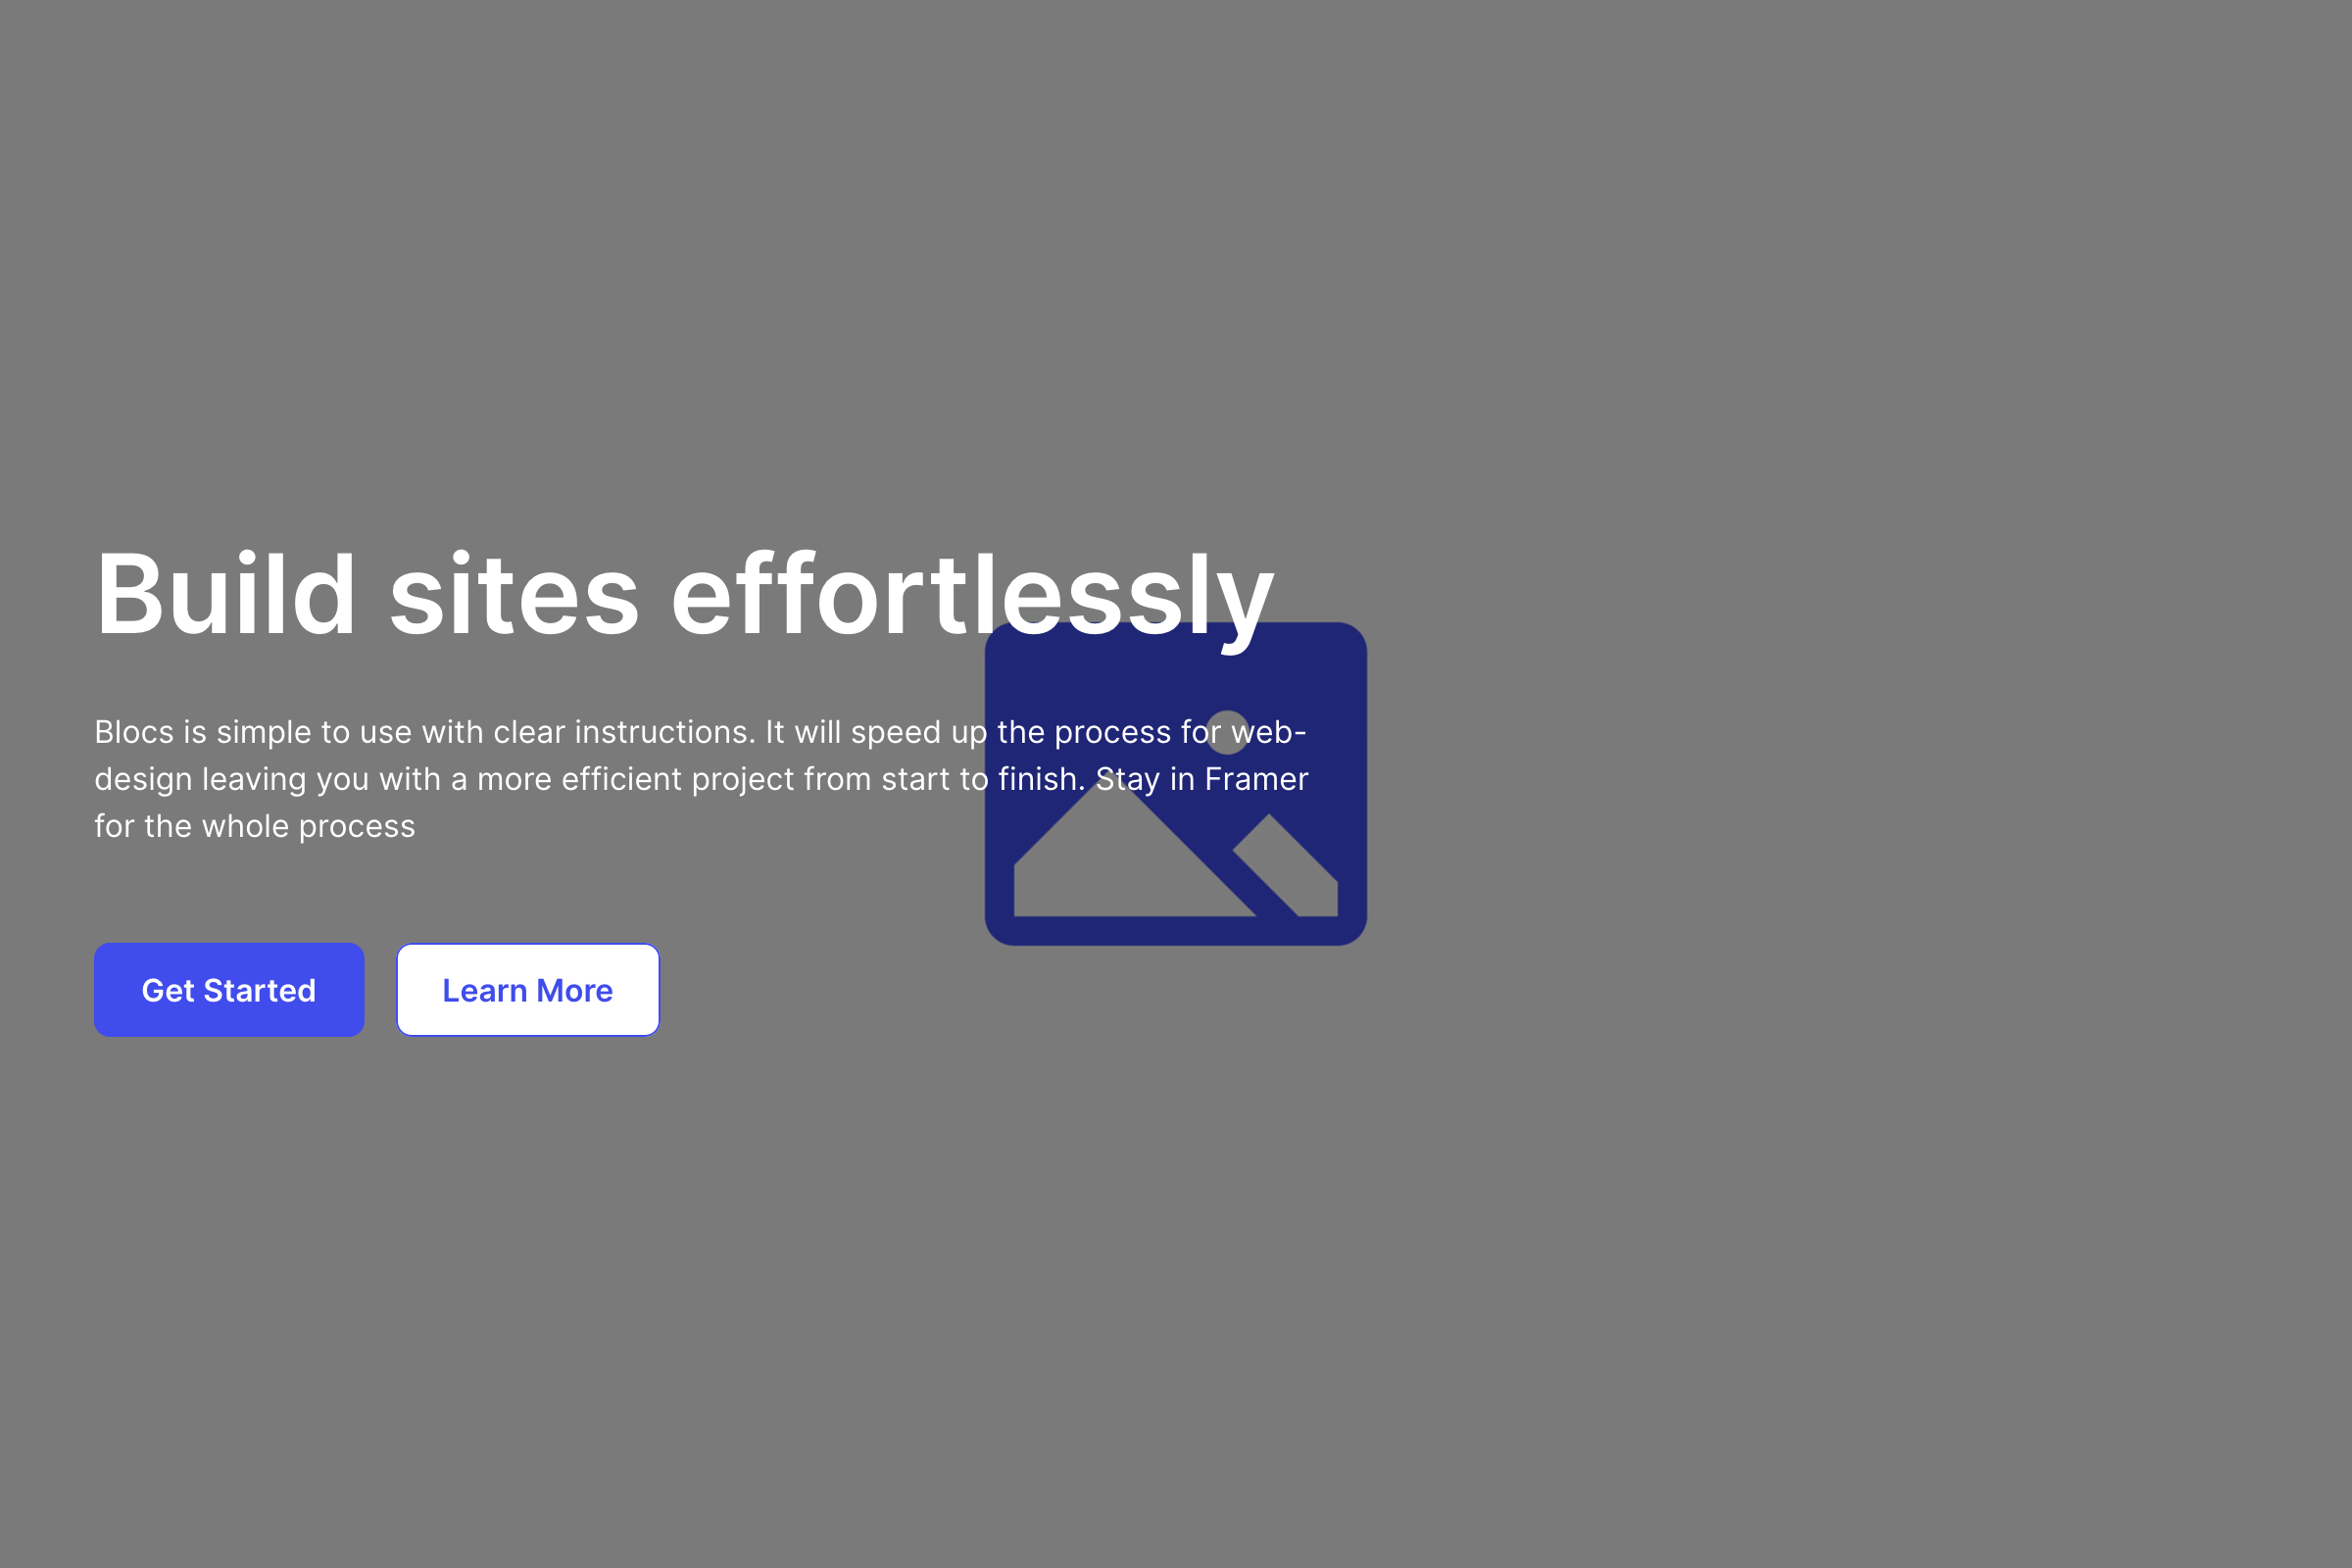 Build sites effortlessly
Blocs is simple to use with clear instructions. It will speed up the process for web-
design leaving you with a more efficient project from start to finish. Stay in Framer
for the whole process
Get Started
Learn More